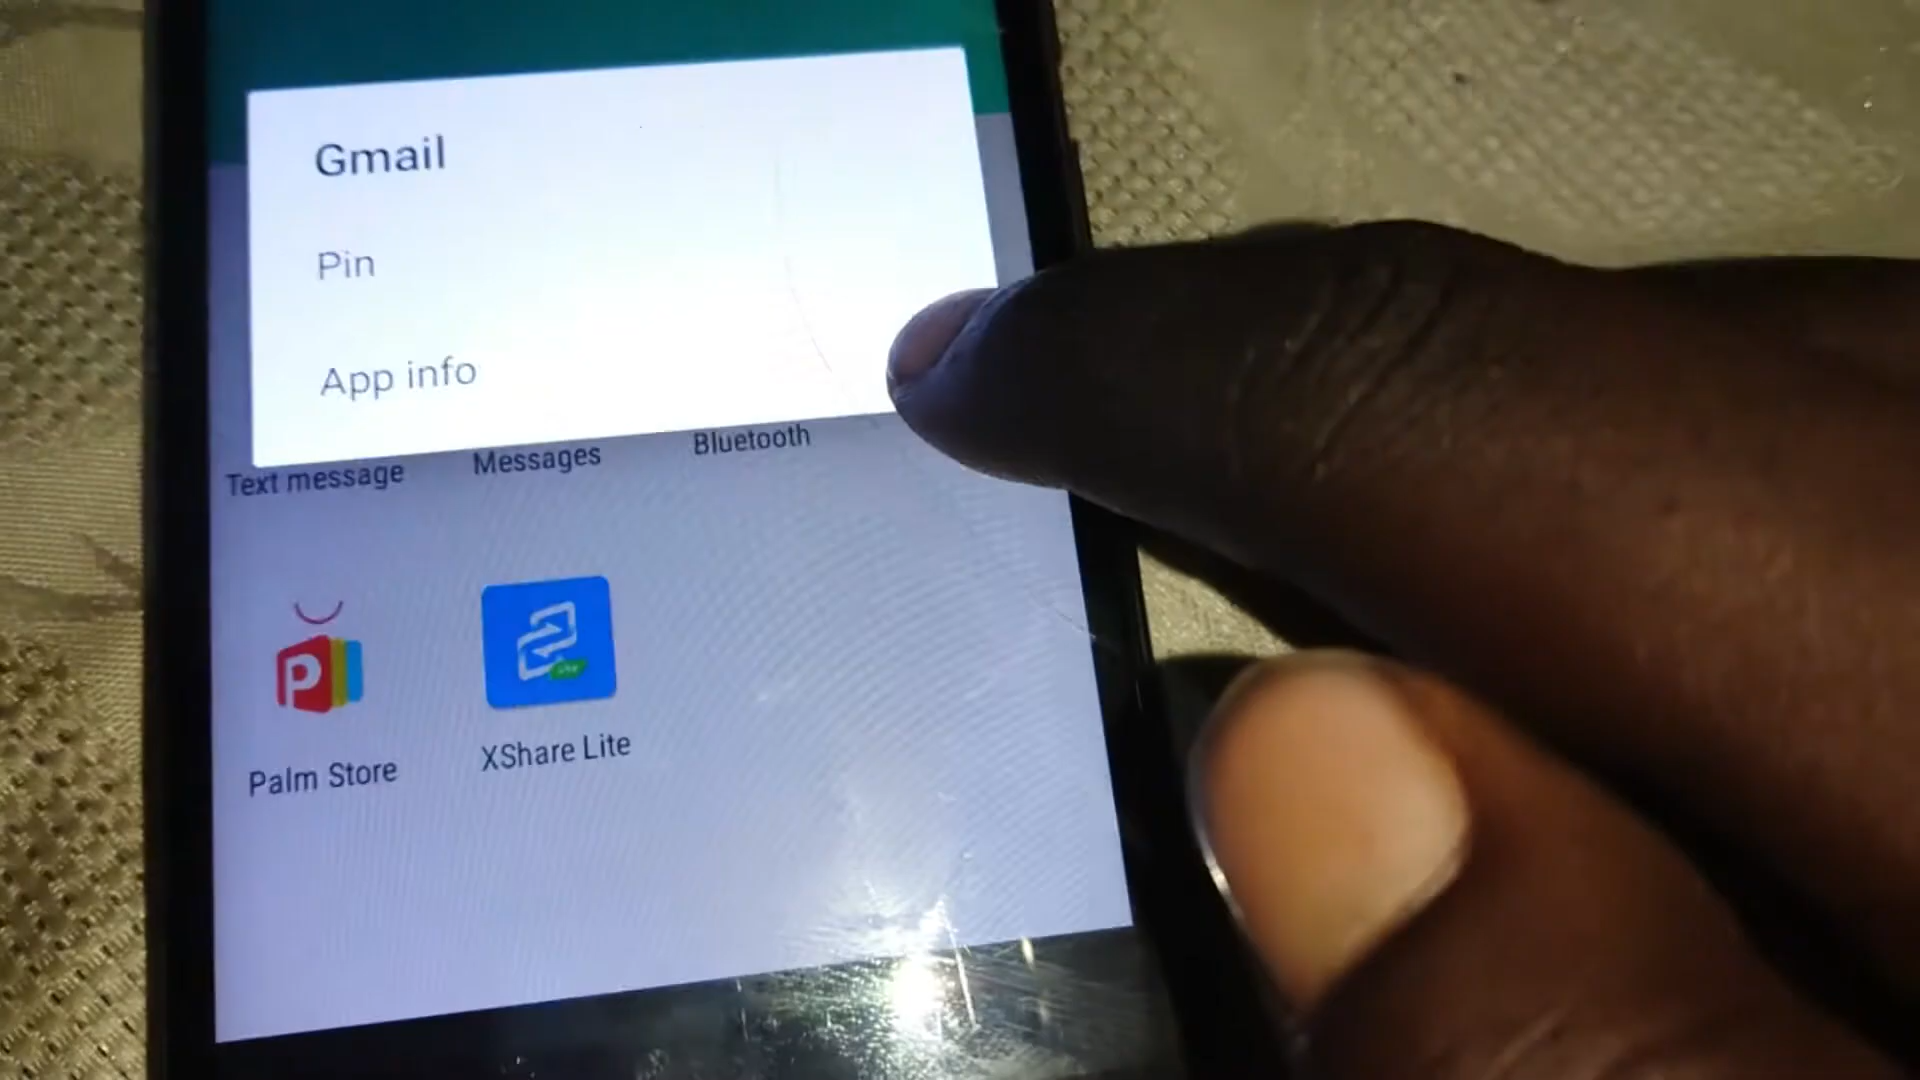 Gmail
Pin
App info
Text message
Messages
Bluetooth
P
Palm Store
XShare Lite